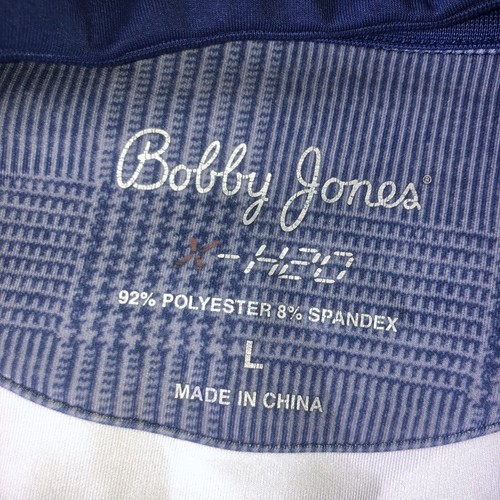 Bobby Jones®
X-H2O
92% POLYESTER 8% SPANDEX
L
MADE IN CHINA